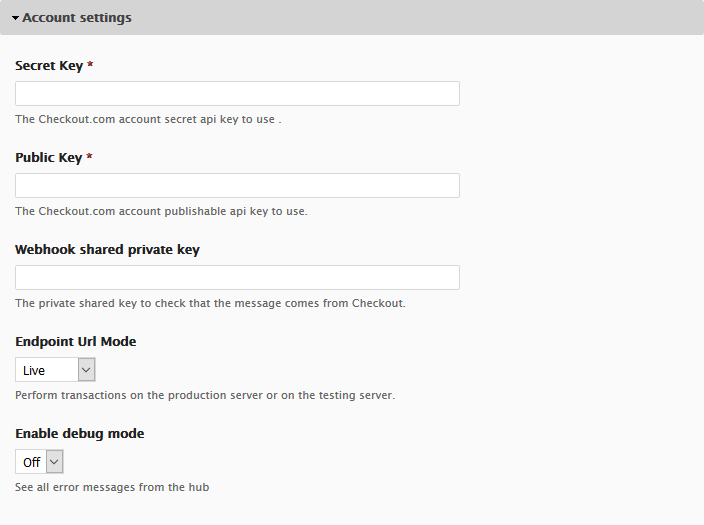 Account settings
Secret Key *
The Checkout.com account secret api key to use .
Public Key *
The Checkout.com account publishable api key to use.
Webhook shared private key
The private shared key to check that the message comes from Checkout.
Endpoint Url Mode
Live
Perform transactions on the production server or on the testing server.
Enable debug mode
Off
See all error messages from the hub